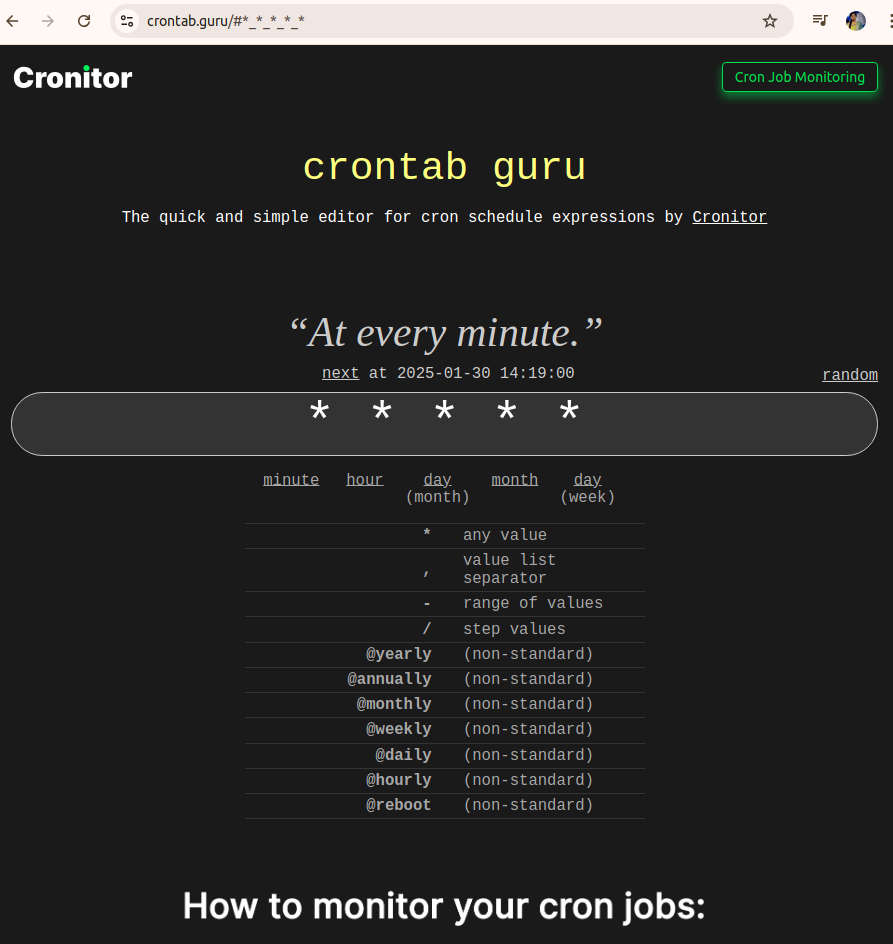 crontab.guru/#*_*_*_*_*
Cronitor
Cron Job Monitoring
crontab guru
The quick and simple editor for cron schedule expressions by Cronitor
“At every minute.”
next at 2025-01-30 14:19:00
random
* * * * *
minute hour day (month) month day (week)
* any value
, value list
separator
- range of values
/ step values
@yearly (non-standard)
@annually (non-standard)
@monthly (non-standard)
@weekly (non-standard)
@daily (non-standard)
@hourly (non-standard)
@reboot (non-standard)
How to monitor your cron jobs: